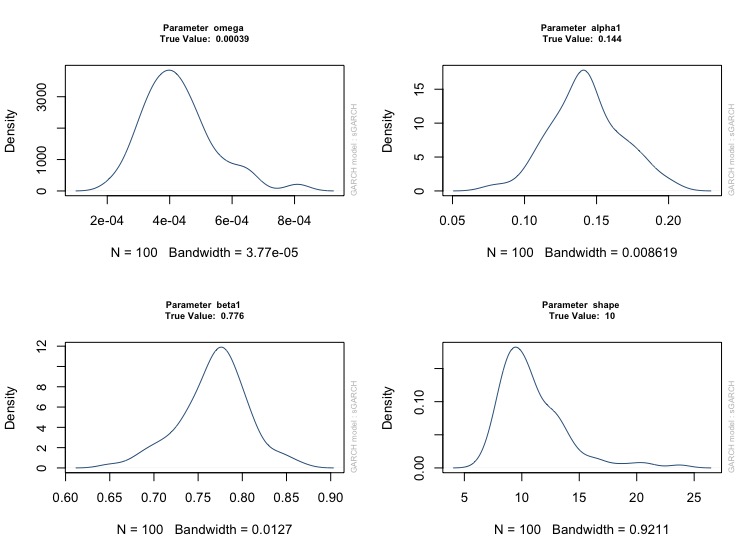 Parameter omega
True Value: 0.00039
Density
0
1000
3000
2e-04 4e-04 6e-04 8e-04
N = 100 Bandwidth = 3.77e-05
GARCH model : sGARCH
Parameter alpha1
True Value: 0.144
Density
0
5
10
15
0.05 0.10 0.15 0.20
N = 100 Bandwidth = 0.008619
GARCH model : sGARCH
Parameter beta1
True Value: 0.776
Density
0
2
4
6
8
10
12
0.60 0.65 0.70 0.75 0.80 0.85 0.90
N = 100 Bandwidth = 0.0127
GARCH model : sGARCH
Parameter shape
True Value: 10
Density
0.00
0.10
5 10 15 20 25
N = 100 Bandwidth = 0.9211
GARCH model : sGARCH